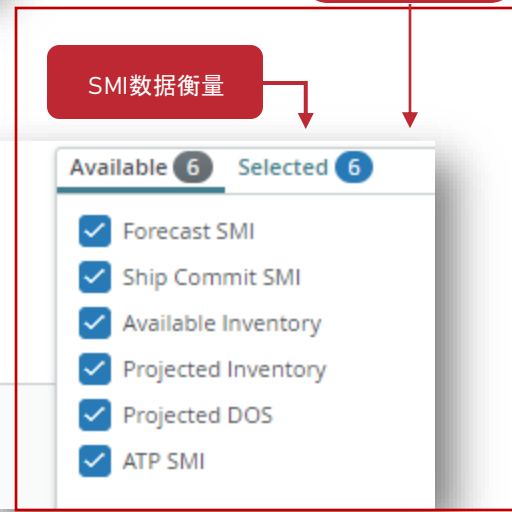 SMI数据衡量
Available 6 Selected 6
Forecast SMI
Ship Commit SMI
Available Inventory
Projected Inventory
Projected DOS
ATP SMI